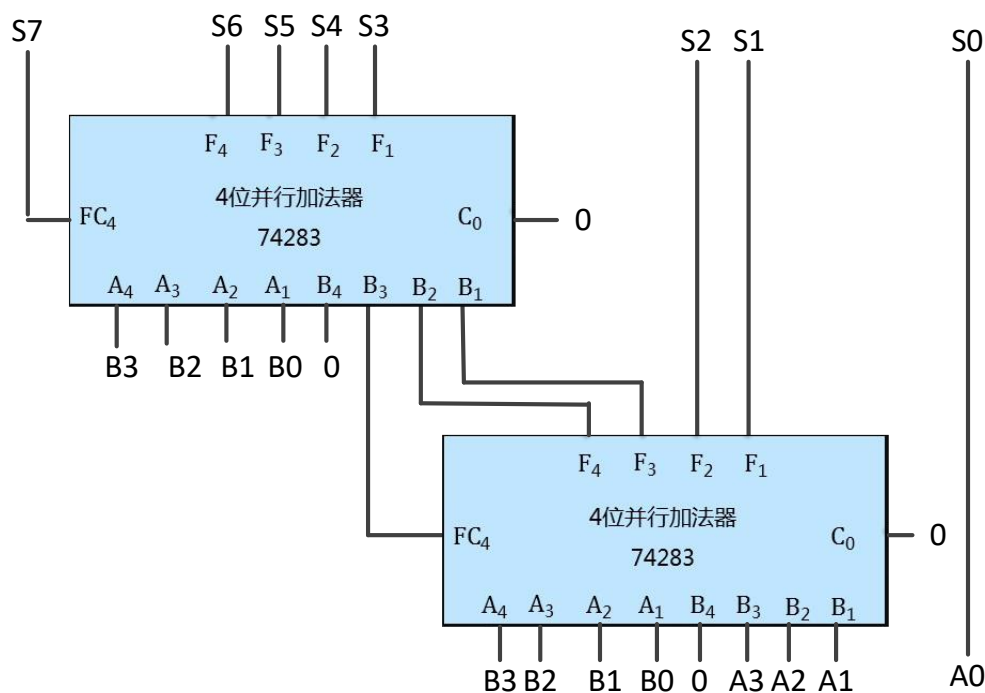 S7 S6 S5 S4 S3 S2 S1 S0
F₄ F₃ F₂ F₁
4位并行加法器
FC₄ C₀ 0
74283
A₄ A₃ A₂ A₁ B₄ B₃ B₂ B₁
B3 B2 B1 B0 0
F₄ F₃ F₂ F₁
4位并行加法器
FC₄ C₀ 0
74283
A₄ A₃ A₂ A₁ B₄ B₃ B₂ B₁
B3 B2 B1 B0 0 A3 A2 A1 A0